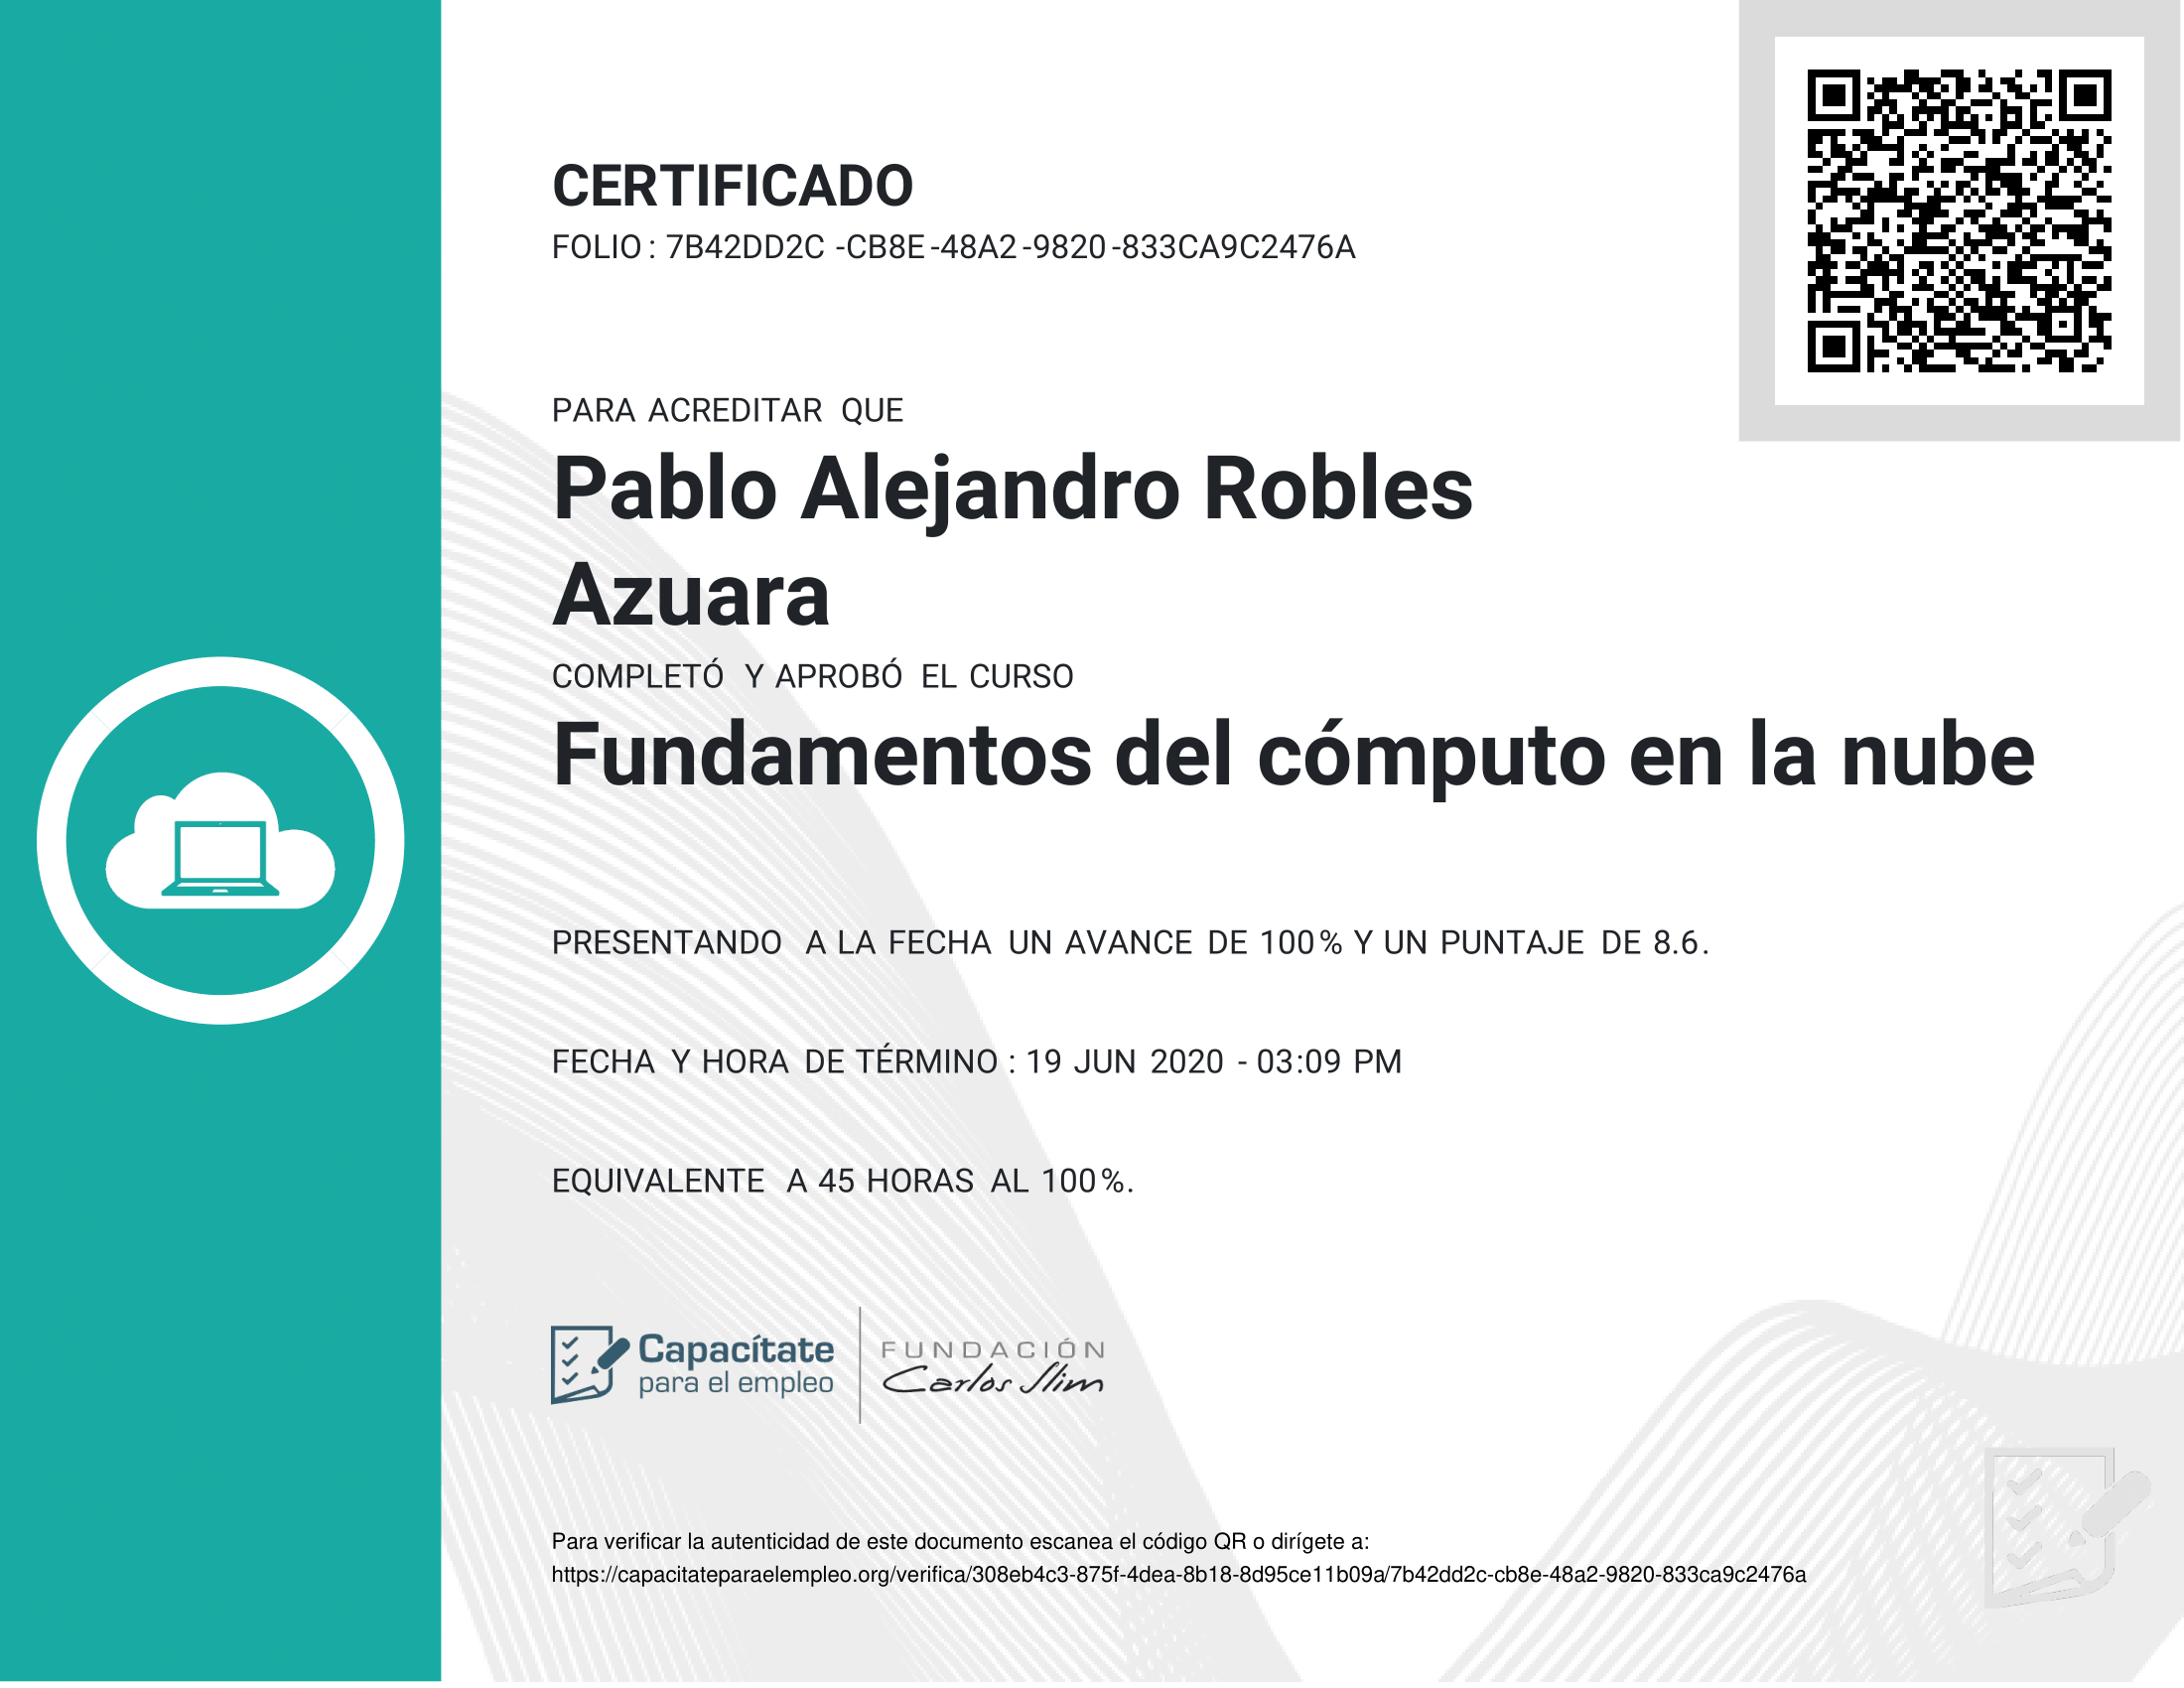 CERTIFICADO
FOLIO: 7B42DD2C-CB8E-48A2-9820-833CA9C2476A
PARA ACREDITAR QUE
Pablo Alejandro Robles
Azuara
COMPLETÓ Y APROBÓ EL CURSO
Fundamentos del cómputo en la nube
PRESENTANDO A LA FECHA UN AVANCE DE 100% Y UN PUNTAJE DE 8.6.
FECHA Y HORA DE TÉRMINO: 19 JUN 2020 - 03:09 PM
EQUIVALENTE A 45 HORAS AL 100%.
Capacítate
para el empleo
FUNDACIÓN
Carlos Slim
Para verificar la autenticidad de este documento escanea el código QR o dirígete a:
https://capacitateparaelempleo.org/verifica/308eb4c3-875f-4dea-8b18-8d95ce11b09a/7b42dd2c-cb8e-48a2-9820-833ca9c2476a